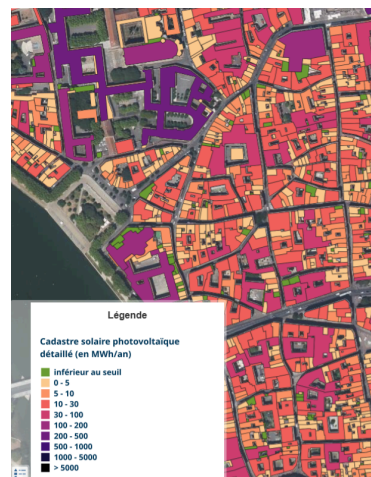 Légende
Cadastre solaire photovoltaïque
détaillé (en MWh/an)
inférieur au seuil
0 - 5
5 - 10
10 - 30
30 - 100
100 - 200
200 - 500
500 - 1000
1000 - 5000
> 5000